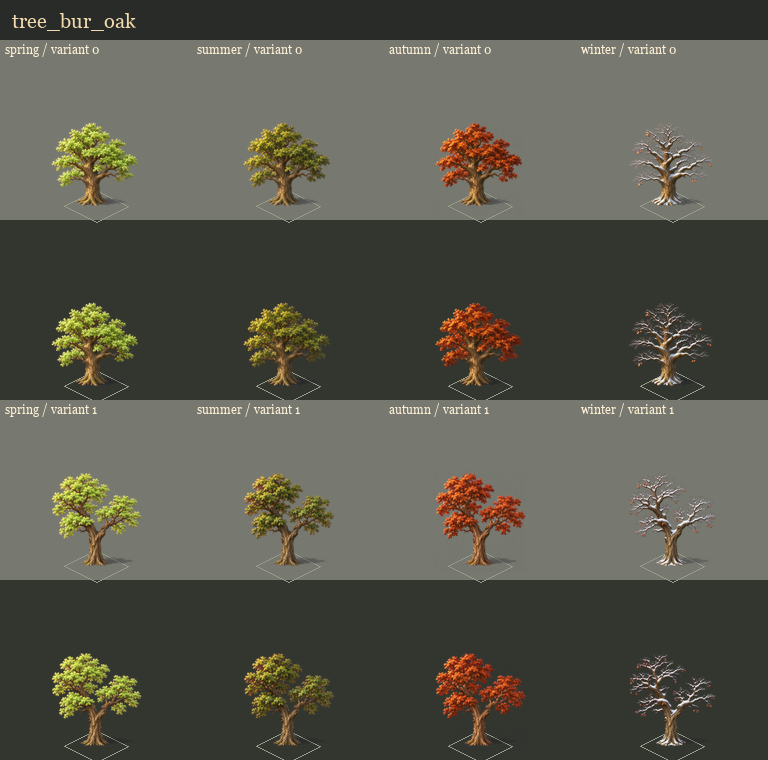 tree_bur_oak
spring / variant 0
summer / variant 0
autumn / variant 0
winter / variant 0
spring / variant 1
summer / variant 1
autumn / variant 1
winter / variant 1